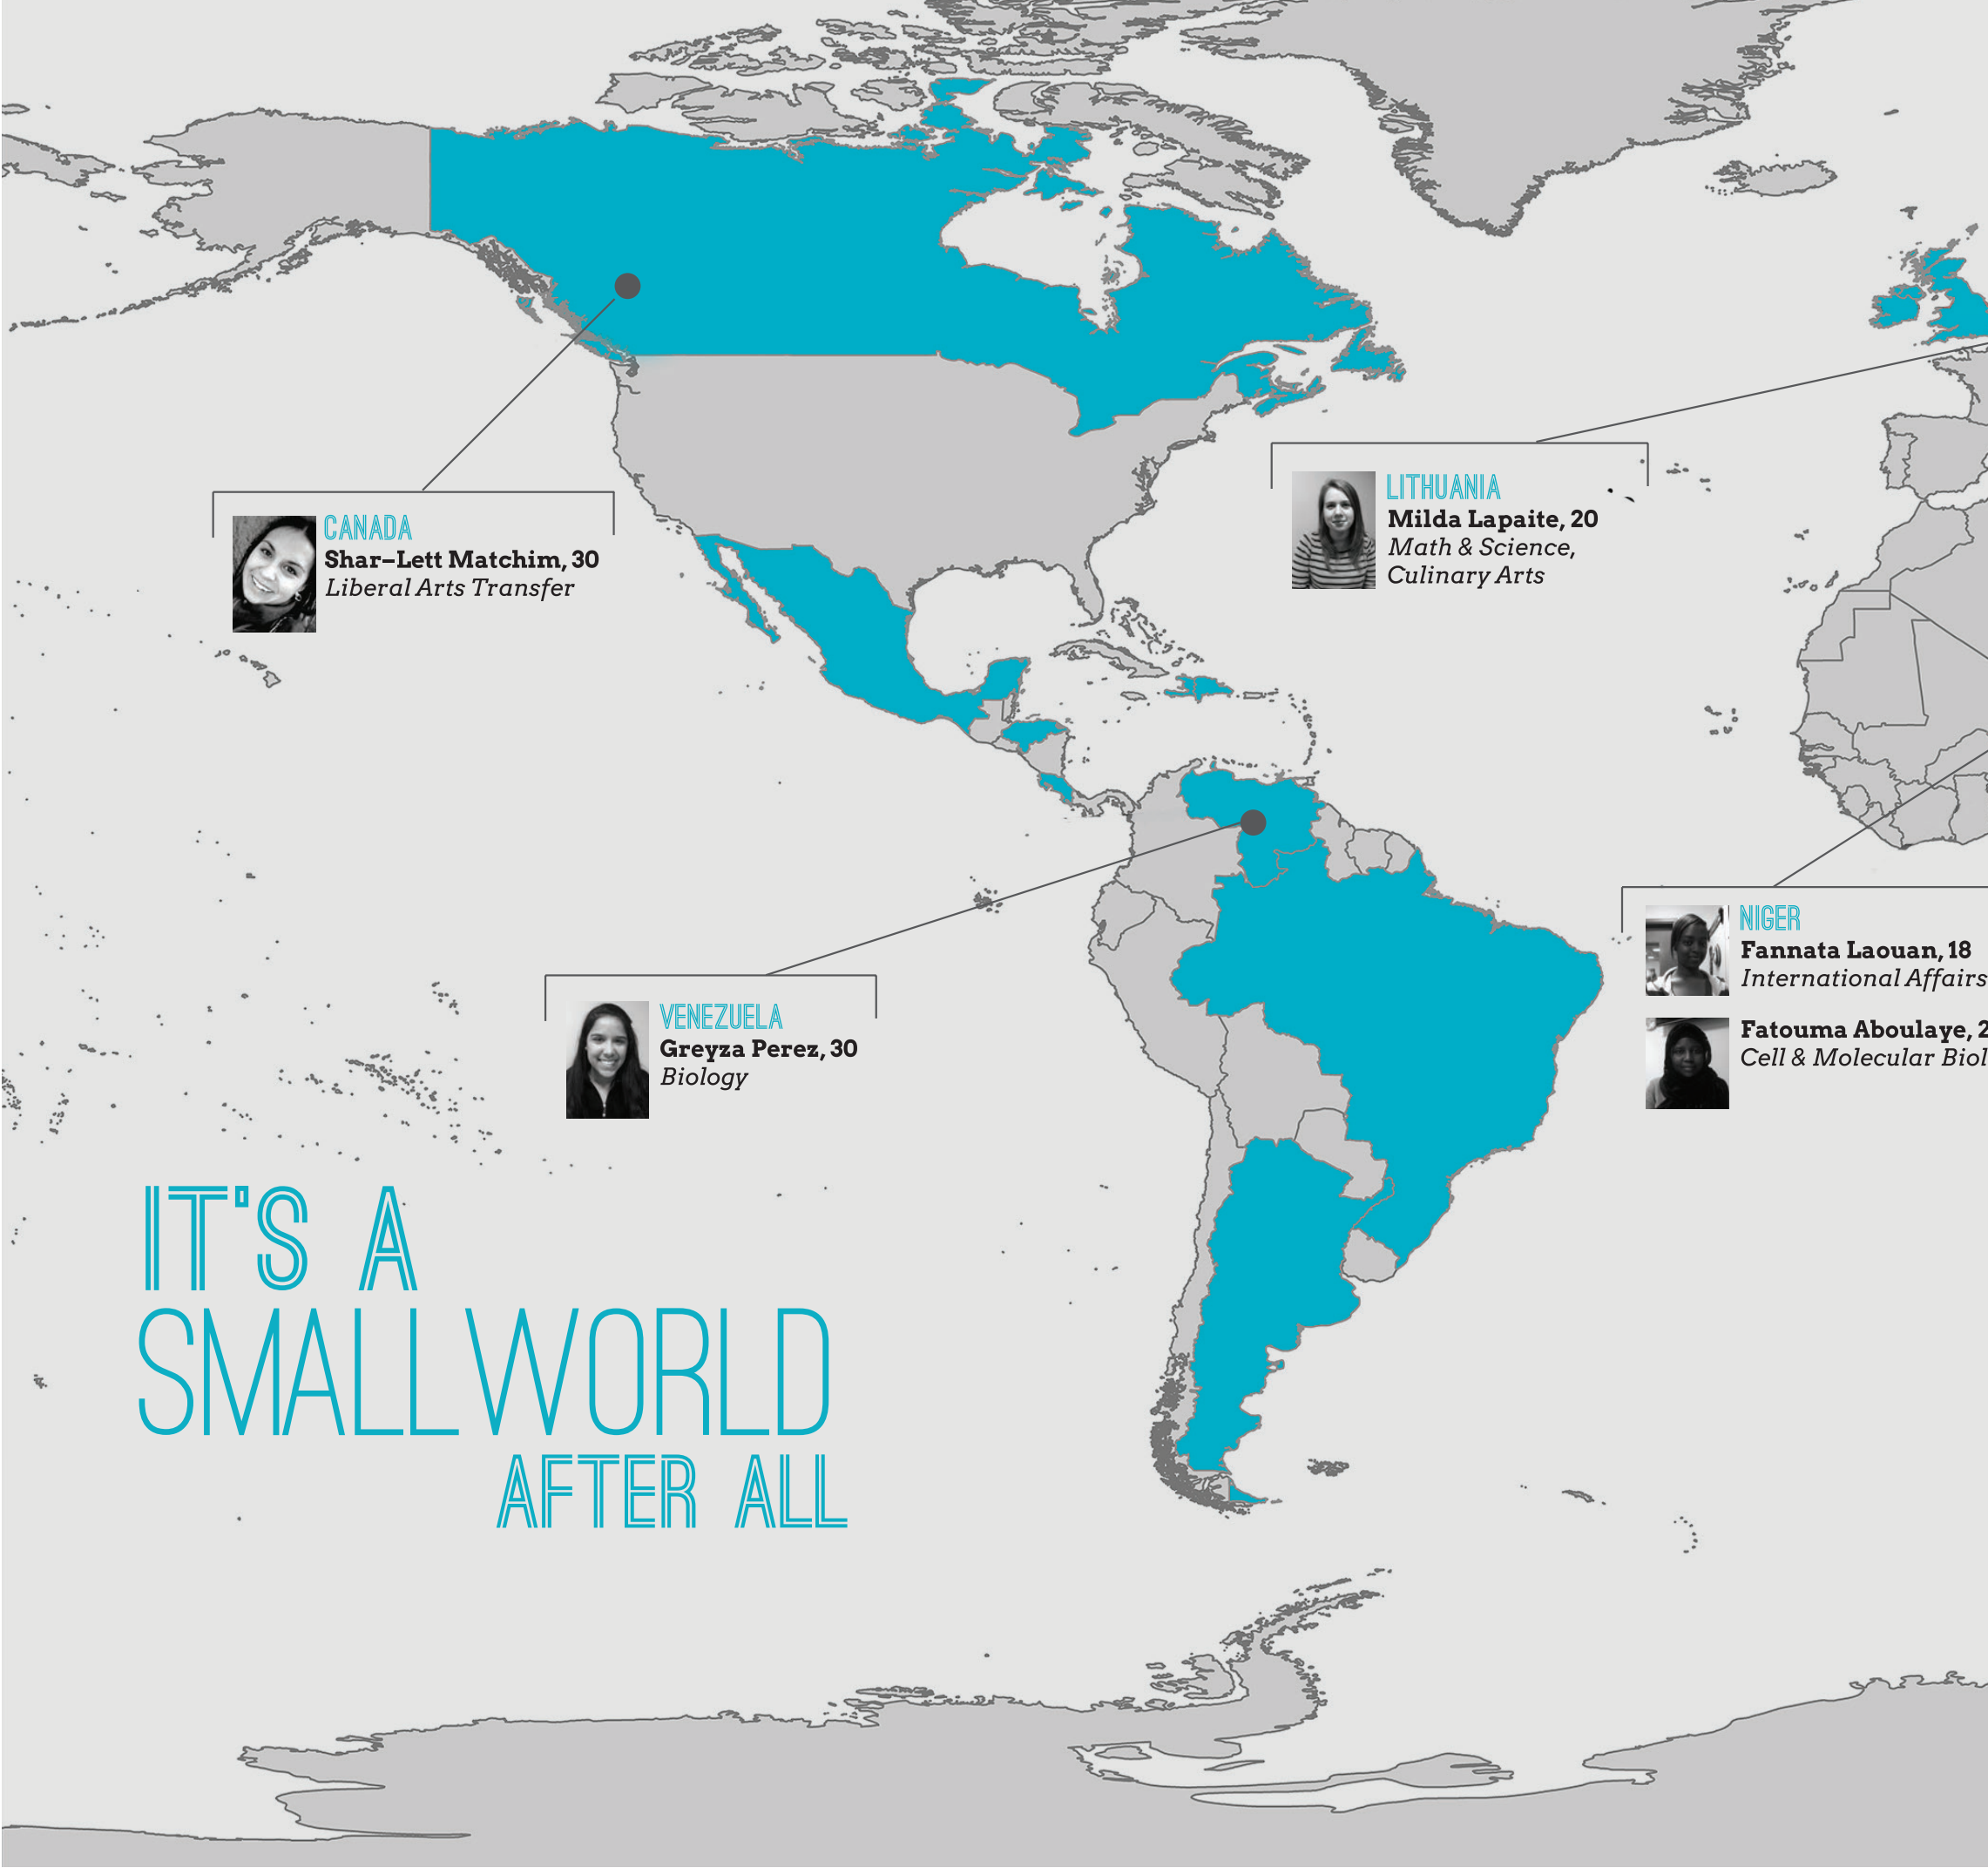 CANADA
Shar-Lett Matchim, 30
Liberal Arts Transfer
LITHUANIA
Milda Lapaite, 20
Math & Science,
Culinary Arts
NIGER
Fannata Laouan, 18
International Affairs
Fatouma Aboulaye,
Cell & Molecular
VENEZUELA
Greyza Perez, 30
Biology
IT'S A
SMALL WORLD
AFTER ALL